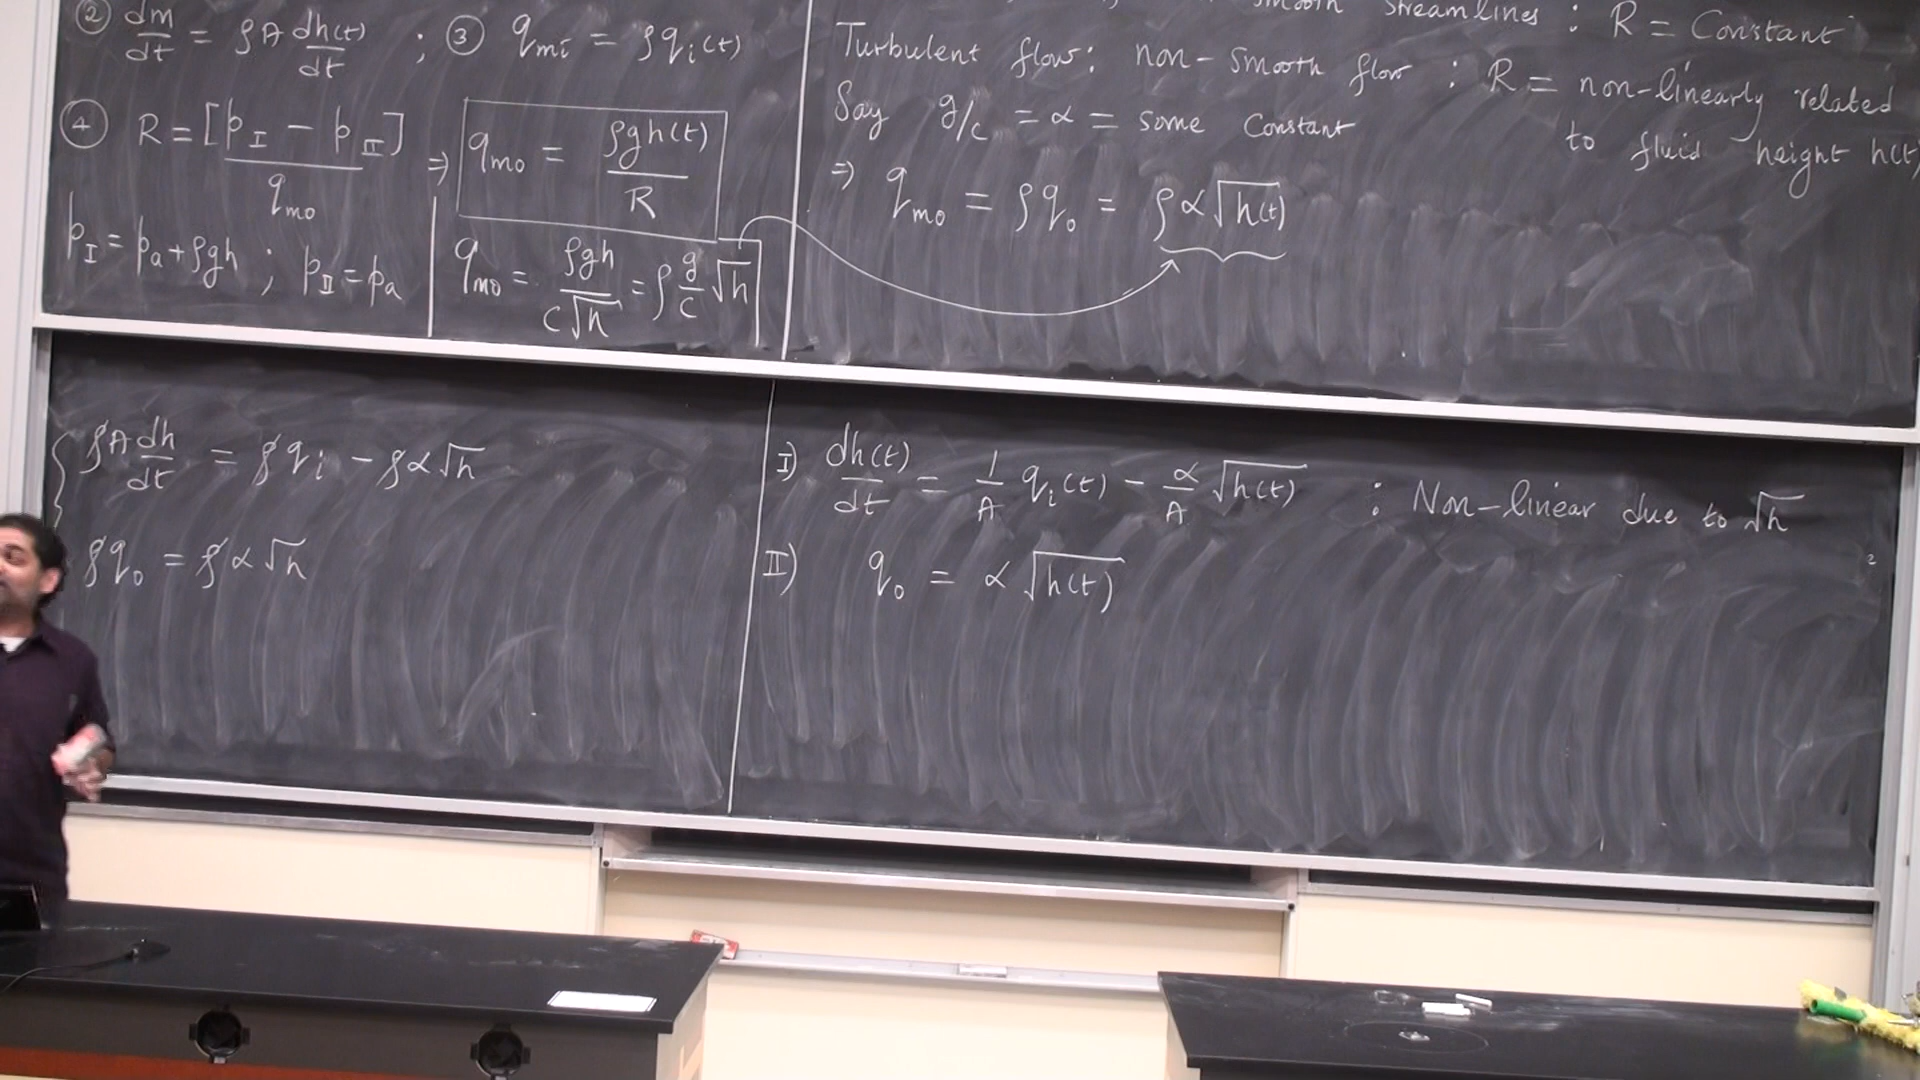 ② dm/dt = ρA dh(t)/dt ; ③ q_mi = ρq_i(t)
④ R = [p_I − p_II]/q_mo ⇒ q_mo = ρgh(t)/R
p_I = p_a + ρgh ; p_II = p_a
q_mo = ρgh/(c√h) = ρ g/c √h
smooth streamlines : R = Constant
Turbulent flow: non-smooth flow : R = non-linearly related
to fluid height h(t)
Say g/c = α = some Constant
⇒ q_mo = ρq_o = ρα√h(t)
ρA dh/dt = ρq_i − ρα√h
ρq_o = ρα√h
I) dh(t)/dt = 1/A q_i(t) − α/A √h(t) : Non-linear due to √h
II) q_o = α√h(t)